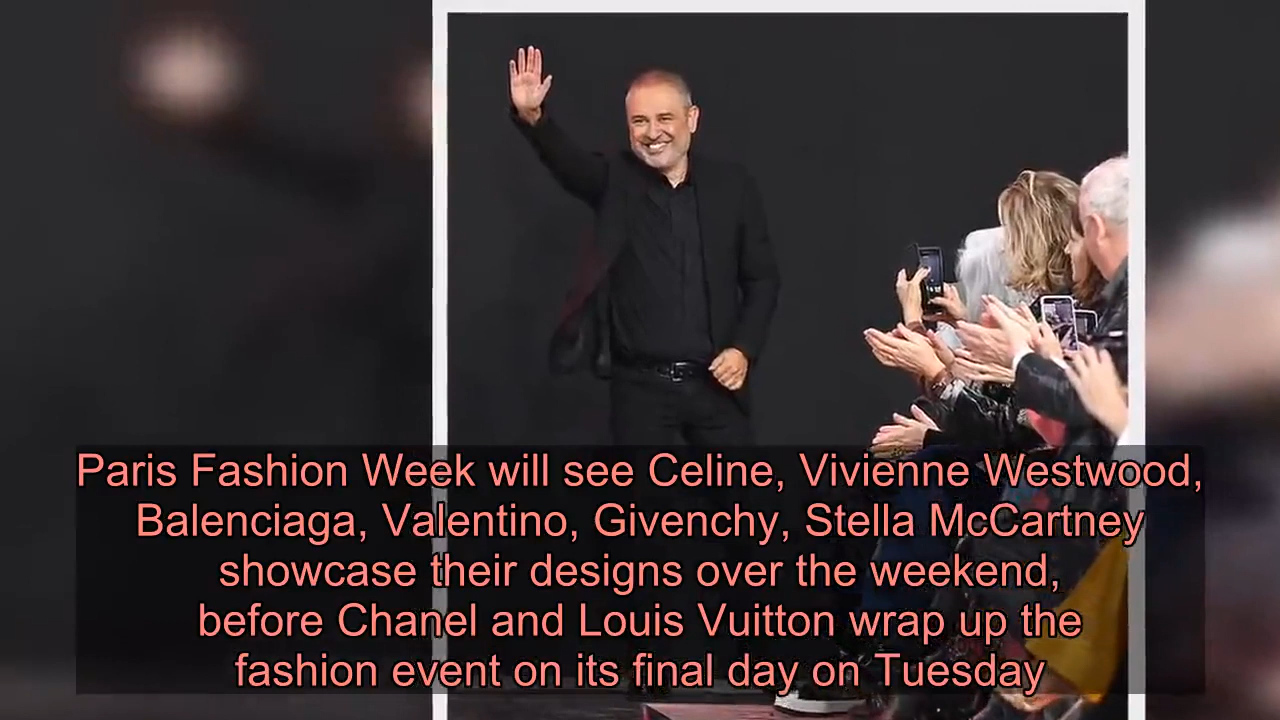 Paris Fashion Week will see Celine, Vivienne Westwood,
Balenciaga, Valentino, Givenchy, Stella McCartney
showcase their designs over the weekend,
before Chanel and Louis Vuitton wrap up the
fashion event on its final day on Tuesday